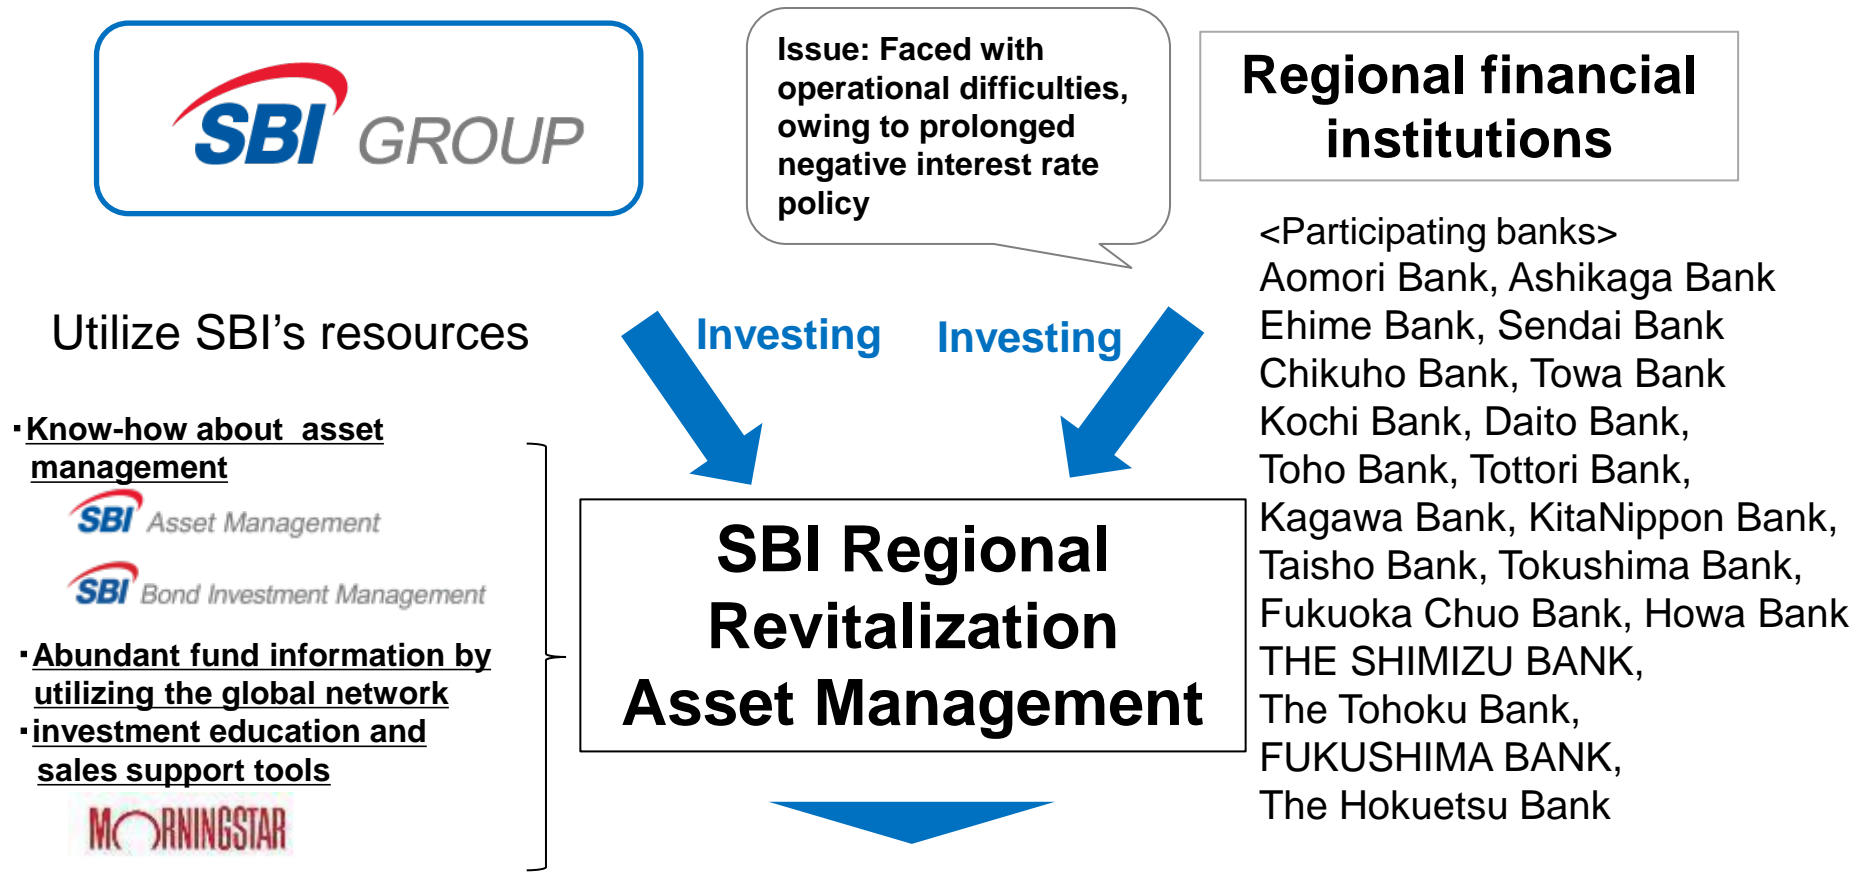 SBI GROUP
Issue: Faced with
operational difficulties,
owing to prolonged
negative interest rate
policy
Regional financial
institutions
<Participating banks>
Aomori Bank, Ashikaga Bank
Ehime Bank, Sendai Bank
Chikuho Bank, Towa Bank
Kochi Bank, Daito Bank,
Toho Bank, Tottori Bank,
Kagawa Bank, KitaNippon Bank,
Taisho Bank, Tokushima Bank,
Fukuoka Chuo Bank, Howa Bank
THE SHIMIZU BANK,
The Tohoku Bank,
FUKUSHIMA BANK,
The Hokuetsu Bank
Utilize SBI’s resources
Investing
Investing
・Know-how about asset
management
SBI Asset Management
SBI Bond Investment Management
・Abundant fund information by
utilizing the global network
・investment education and
sales support tools
MORNINGSTAR
SBI Regional
Revitalization
Asset Management